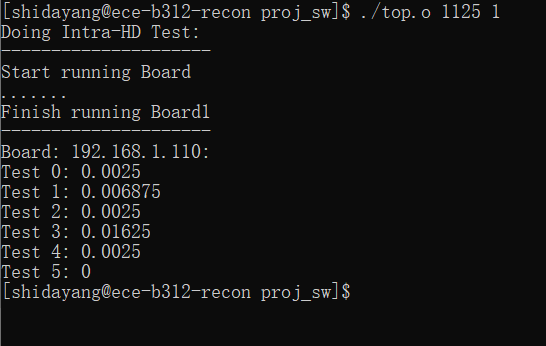 [shidayang@ece-b312-recon proj_sw]$ ./top.o 1125 1
Doing Intra-HD Test:
---------------------
Start running Board
.......
Finish running Board1
---------------------
Board: 192.168.1.110:
Test 0: 0.0025
Test 1: 0.006875
Test 2: 0.0025
Test 3: 0.01625
Test 4: 0.0025
Test 5: 0
[shidayang@ece-b312-recon proj_sw]$